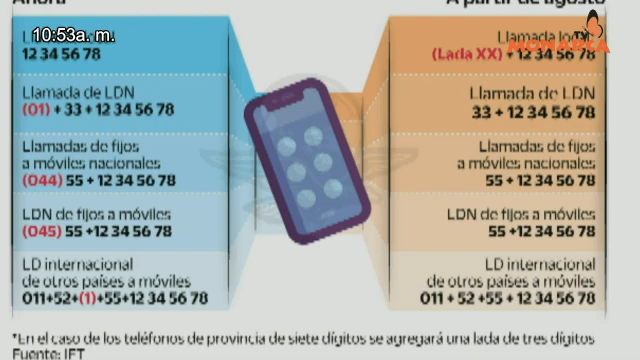 Ahora
10:53a. m.
12 34 56 78
Llamada de LDN
(01) + 33 + 12 34 56 78
Llamadas de fijos
a móviles nacionales
(044) 55 + 12 34 56 78
LDN de fijos a móviles
(045) 55 +12 34 56 78
LD internacional
de otros países a móviles
011+52+(1)+55+12 34 56 78
A partir de agosto
Llamada local
MONARCA
(Lada XX) + 12 34 56 78
Llamada de LDN
33 + 12 34 56 78
Llamadas de fijos
a móviles nacionales
55 + 12 34 56 78
LDN de fijos a móviles
55 +12 34 56 78
LD internacional
de otros países a móviles
011 + 52 +55 + 12 34 56 78
*En el caso de los teléfonos de provincia de siete dígitos se agregará una lada de tres dígitos
Fuente: IFT